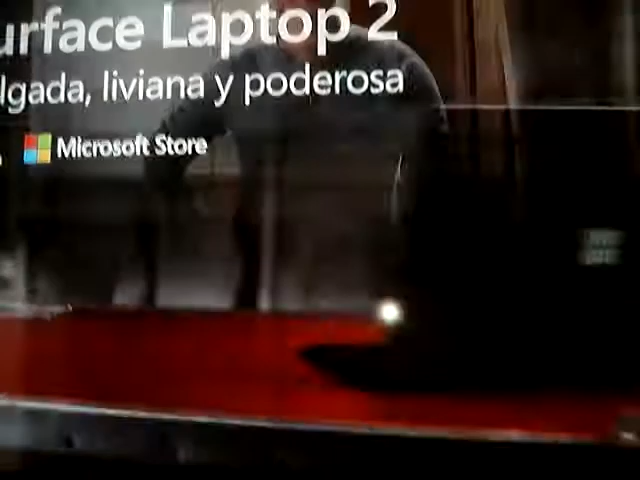 urface Laptop 2
lgada, liviana y poderosa
Microsoft Store